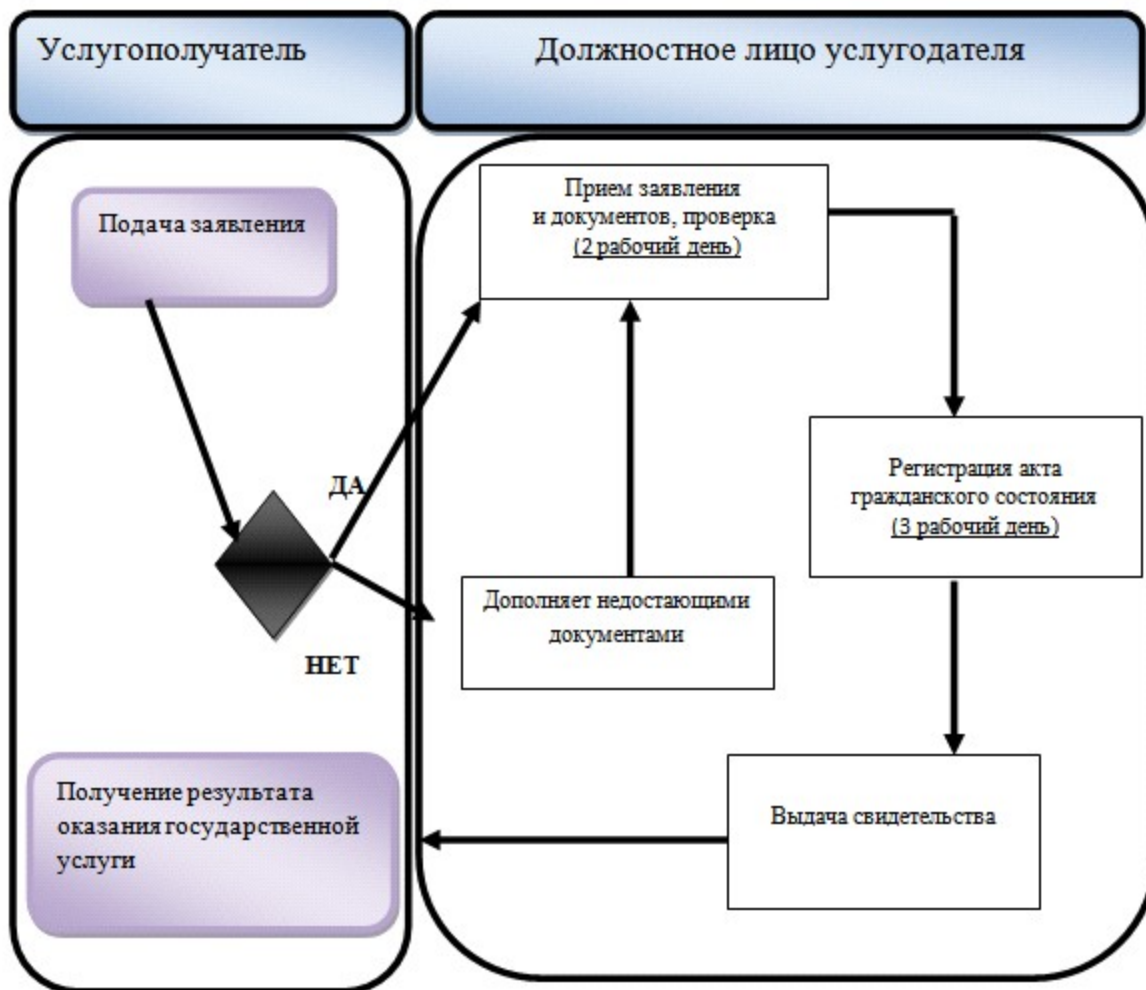 Услугополучатель
Должностное лицо услугодателя
Подача заявления
Прием заявления
и документов, проверка
(2 рабочий день)
ДА
Регистрация акта
гражданского состояния
(3 рабочий день)
Дополняет недостающими
документами
НЕТ
Получение результата
оказания государственной
услуги
Выдача свидетельства